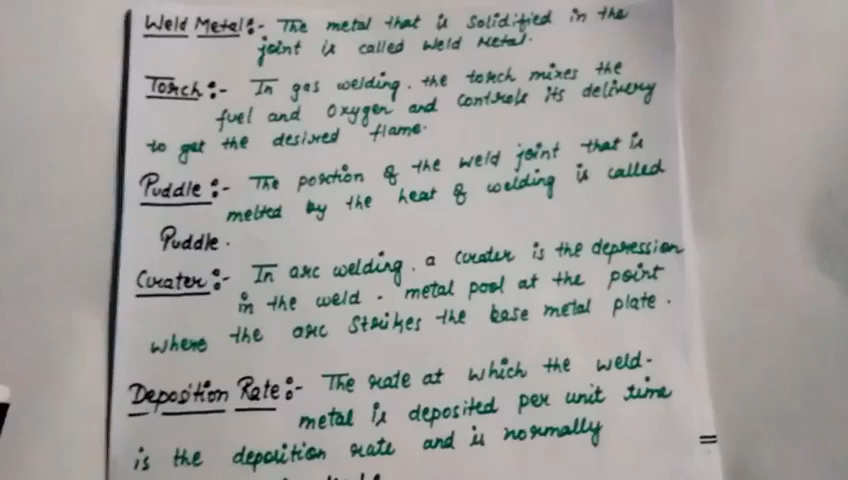 Weld Metal:- The metal that is solidified in the
joint is called Weld Metal.
Torch:- In gas welding. the torch mixes the
fuel and Oxygen and controls its delivery
to get the desired flame.
Puddle:- The portion of the weld joint that is
melted by the heat of welding is called
Puddle.
Curater:- In arc welding. a curater is the depression
in the weld - metal pool at the point
where the arc Strikes the base metal plate.
Deposition Rate:- The rate at which the weld-
metal is deposited per unit time
is the deposition rate and is normally
=